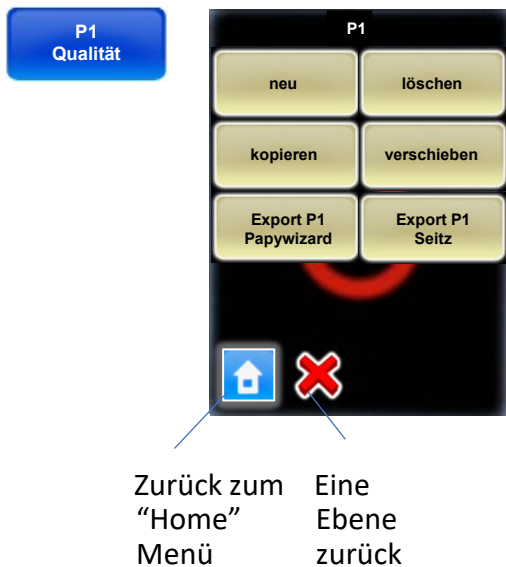 P1
Qualität
P1
neu
löschen
kopieren
verschieben
Export P1
Papywizard
Export P1
Seitz
Zurück zum
“Home”
Menü
Eine
Ebene
zurück